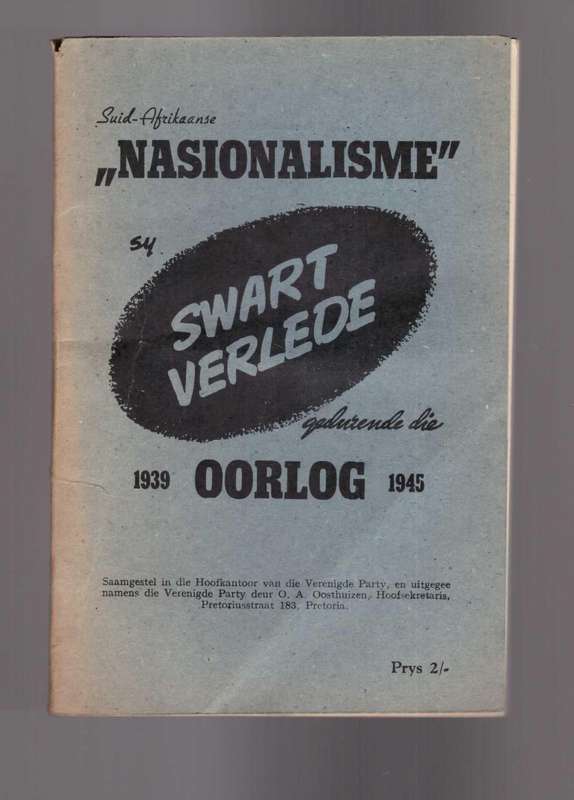 Suid-Afrikaanse
„NASIONALISME”
sy
SWART
VERLEDE
gedurende die
1939 OORLOG 1945
Saamgestel in die Hoofkantoor van die Verenigde Party, en uitgegee
namens die Verenigde Party deur O. A. Oosthuizen, Hoofsekretaris,
Pretoriusstraat 183, Pretoria.
Prys 2/-